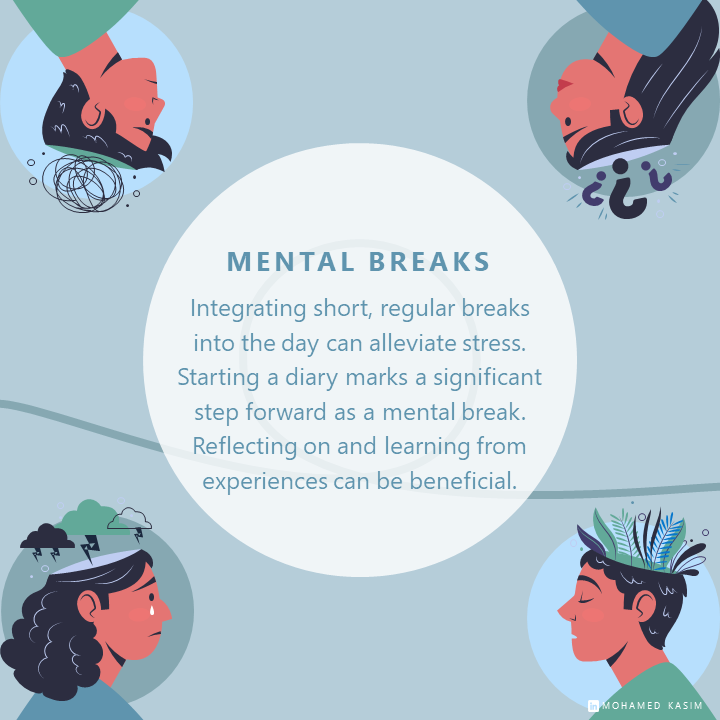 MENTAL BREAKS
Integrating short, regular breaks
into the day can alleviate stress.
Starting a diary marks a significant
step forward as a mental break.
Reflecting on and learning from
experiences can be beneficial.
in MOHAMED KASIM